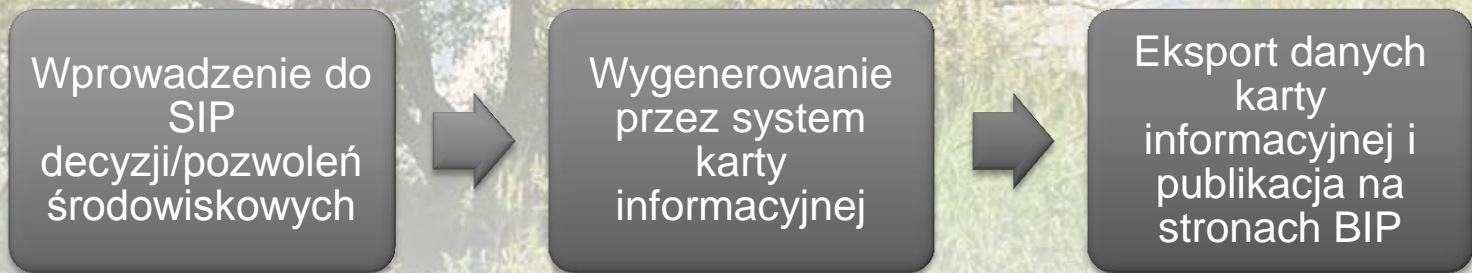 Wprowadzenie do
SIP
decyzji/pozwoleń
środowiskowych
Wygenerowanie
przez system
karty
informacyjnej
Eksport danych
karty
informacyjnej i
publikacja na
stronach BIP